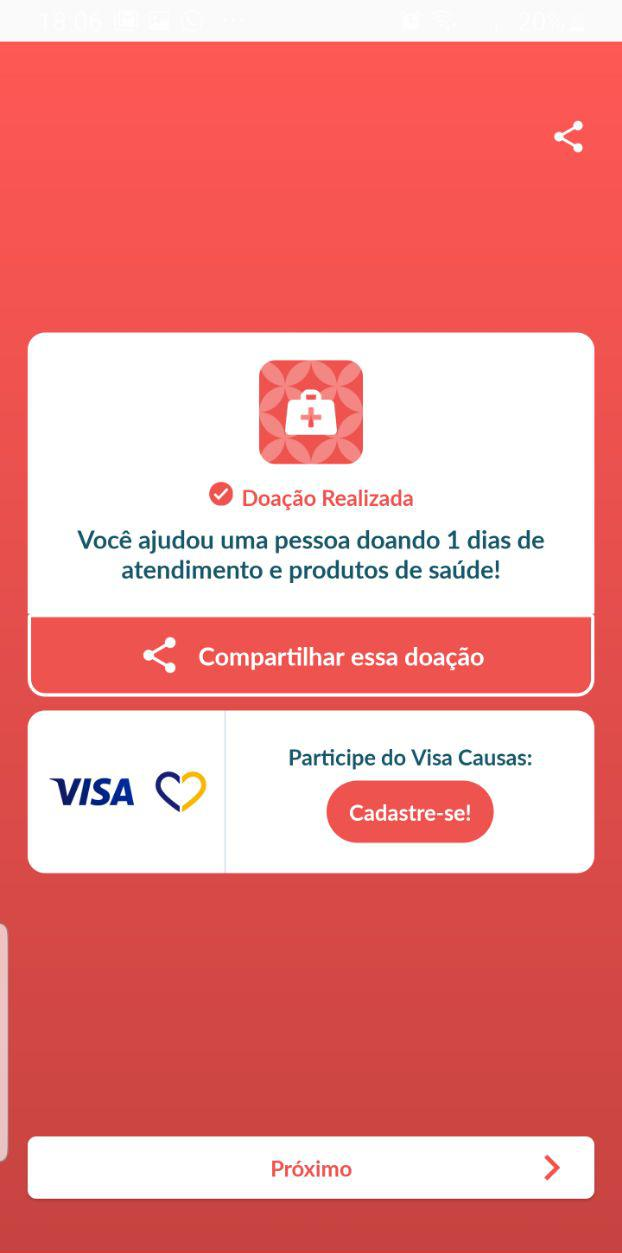 18:06 20%
Doação Realizada
Você ajudou uma pessoa doando 1 dias de
atendimento e produtos de saúde!
Compartilhar essa doação
VISA
Participe do Visa Causas:
Cadastre-se!
Próximo